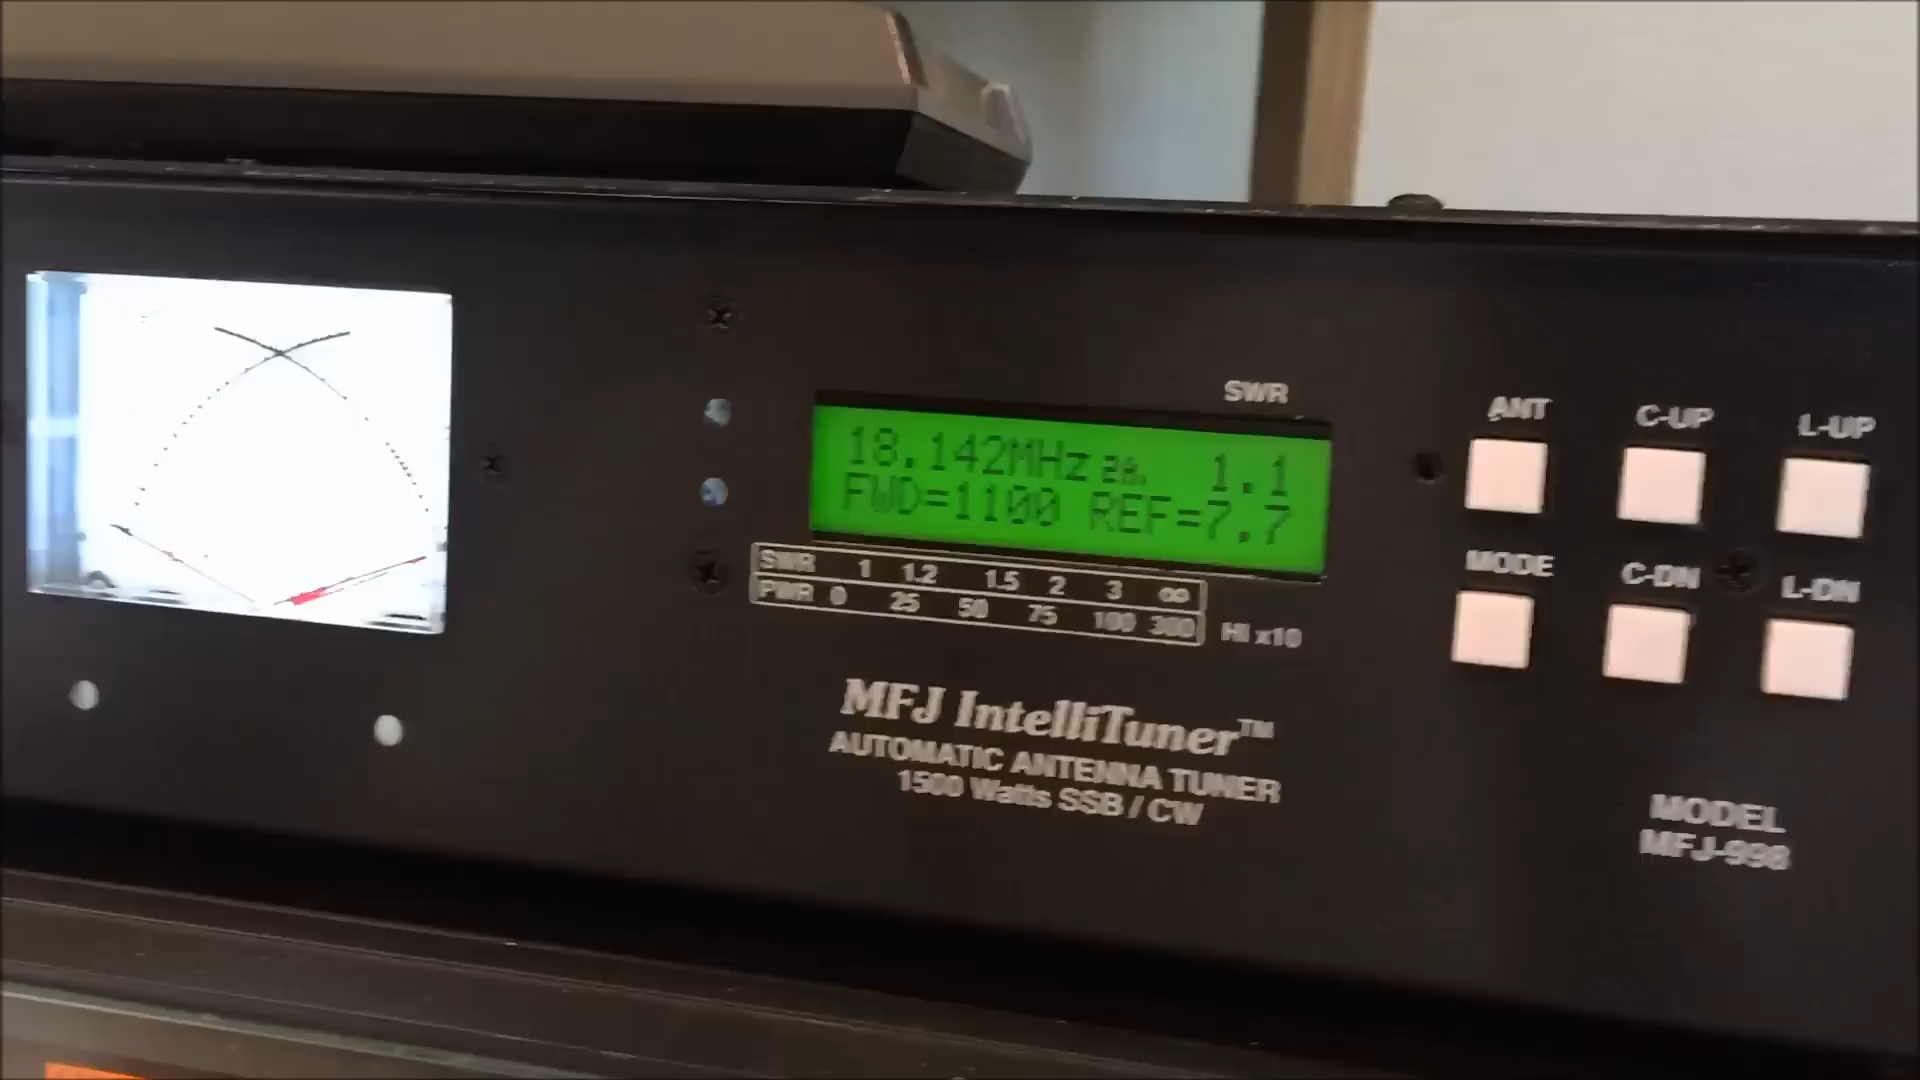 SWR
18.142MHz 1.1
FWD=1100 REF=7.7
SWR 1 1.2 1.5 2 3 ∞
PWR 0 25 50 75 100 300
HI x10
MFJ IntelliTuner™
AUTOMATIC ANTENNA TUNER
1500 Watts SSB / CW
ANT C-UP L-UP
MODE C-DN L-DN
MODEL
MFJ-998